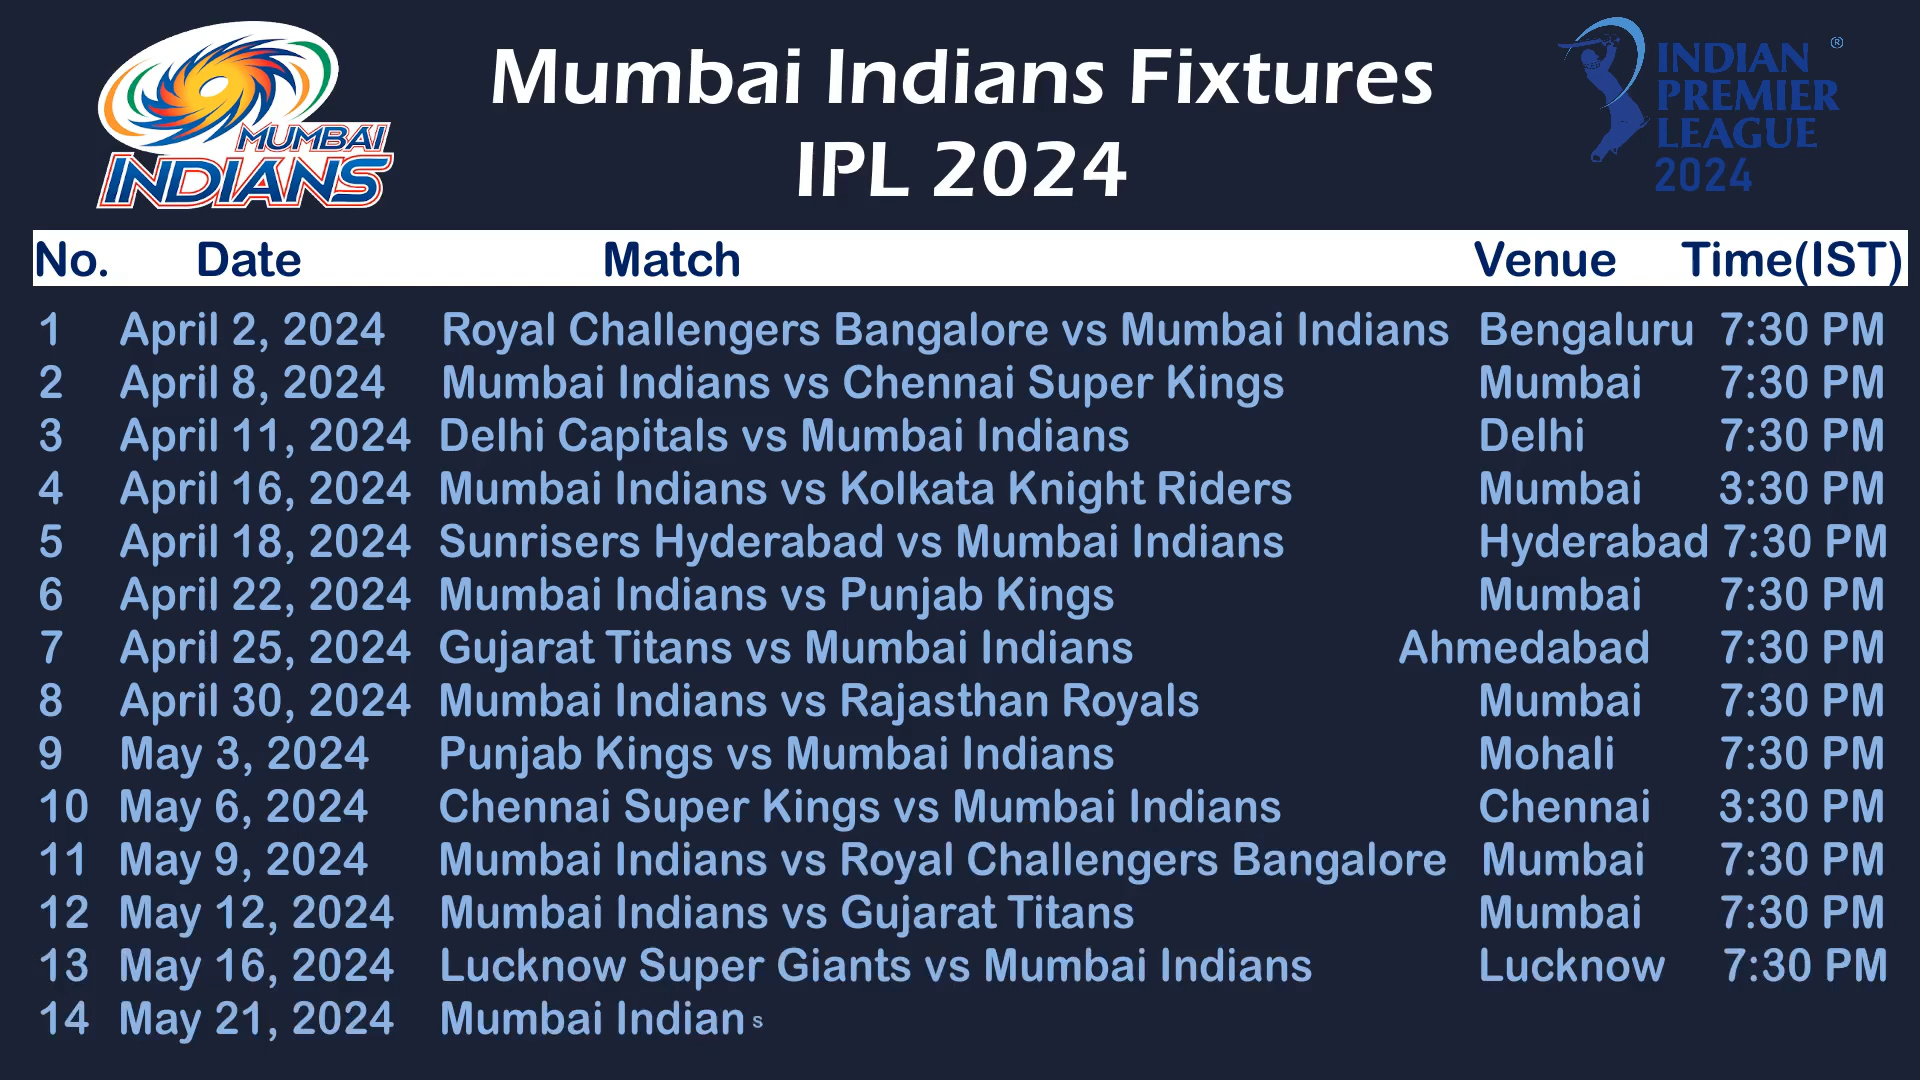 MUMBAI
INDIANS
Mumbai Indians Fixtures
IPL 2024
INDIAN ®
PREMIER
LEAGUE
2024
No. Date Match Venue Time(IST)
1 April 2, 2024 Royal Challengers Bangalore vs Mumbai Indians Bengaluru 7:30 PM
2 April 8, 2024 Mumbai Indians vs Chennai Super Kings Mumbai 7:30 PM
3 April 11, 2024 Delhi Capitals vs Mumbai Indians Delhi 7:30 PM
4 April 16, 2024 Mumbai Indians vs Kolkata Knight Riders Mumbai 3:30 PM
5 April 18, 2024 Sunrisers Hyderabad vs Mumbai Indians Hyderabad 7:30 PM
6 April 22, 2024 Mumbai Indians vs Punjab Kings Mumbai 7:30 PM
7 April 25, 2024 Gujarat Titans vs Mumbai Indians Ahmedabad 7:30 PM
8 April 30, 2024 Mumbai Indians vs Rajasthan Royals Mumbai 7:30 PM
9 May 3, 2024 Punjab Kings vs Mumbai Indians Mohali 7:30 PM
10 May 6, 2024 Chennai Super Kings vs Mumbai Indians Chennai 3:30 PM
11 May 9, 2024 Mumbai Indians vs Royal Challengers Bangalore Mumbai 7:30 PM
12 May 12, 2024 Mumbai Indians vs Gujarat Titans Mumbai 7:30 PM
13 May 16, 2024 Lucknow Super Giants vs Mumbai Indians Lucknow 7:30 PM
14 May 21, 2024 Mumbai Indians